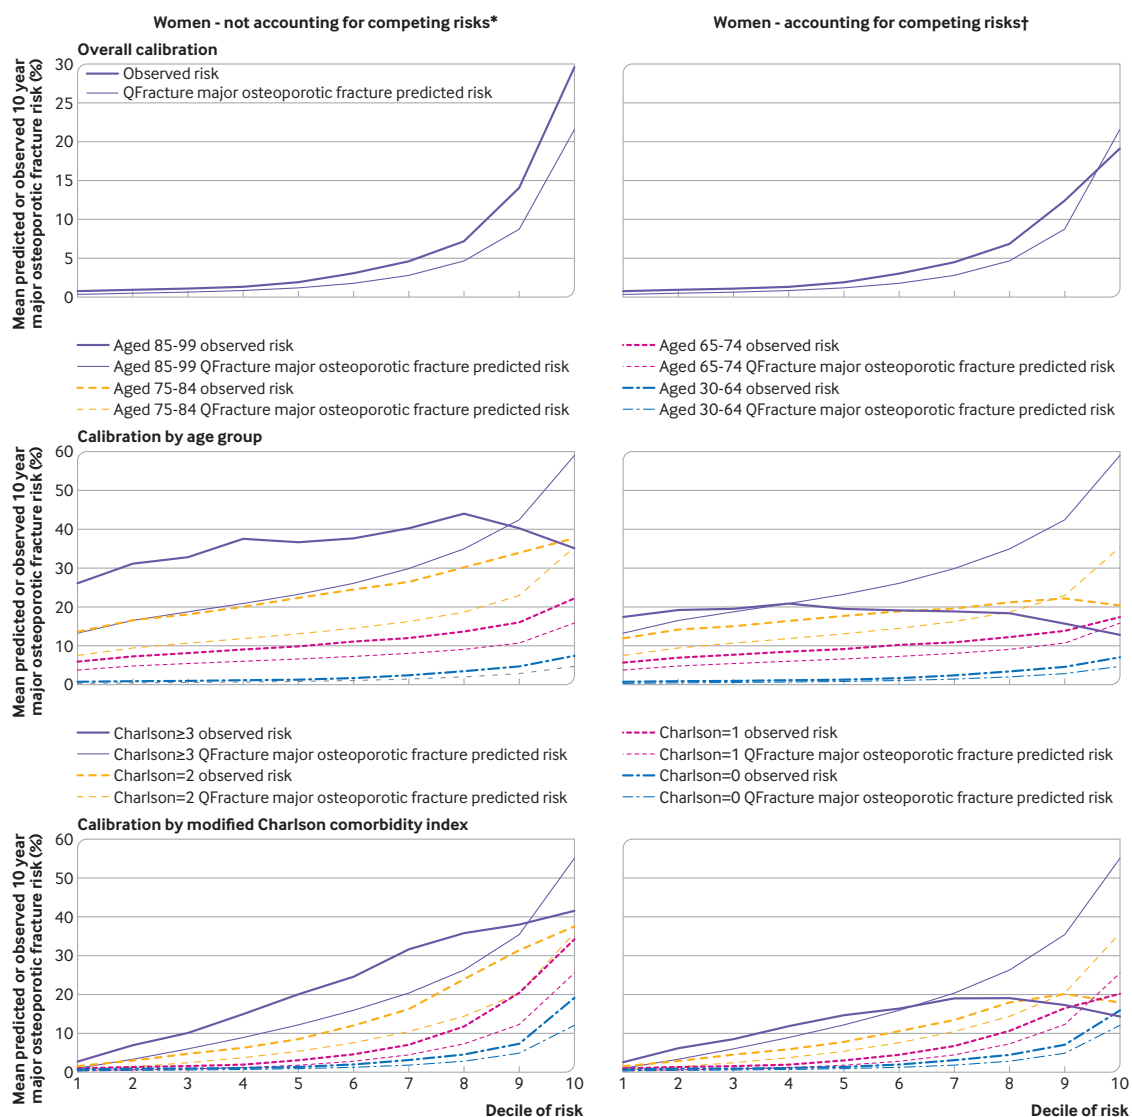 Women - not accounting for competing risks*
Women - accounting for competing risks†
Overall calibration
Mean predicted or observed 10 year
major osteoporotic fracture risk (%)
30
25
20
15
10
5
0
Observed risk
QFracture major osteoporotic fracture predicted risk
Aged 85-99 observed risk
Aged 85-99 QFracture major osteoporotic fracture predicted risk
Aged 75-84 observed risk
Aged 75-84 QFracture major osteoporotic fracture predicted risk
Aged 65-74 observed risk
Aged 65-74 QFracture major osteoporotic fracture predicted risk
Aged 30-64 observed risk
Aged 30-64 QFracture major osteoporotic fracture predicted risk
Calibration by age group
Mean predicted or observed 10 year
major osteoporotic fracture risk (%)
60
50
40
30
20
10
0
Charlson≥3 observed risk
Charlson≥3 QFracture major osteoporotic fracture predicted risk
Charlson=2 observed risk
Charlson=2 QFracture major osteoporotic fracture predicted risk
Charlson=1 observed risk
Charlson=1 QFracture major osteoporotic fracture predicted risk
Charlson=0 observed risk
Charlson=0 QFracture major osteoporotic fracture predicted risk
Calibration by modified Charlson comorbidity index
Mean predicted or observed 10 year
major osteoporotic fracture risk (%)
60
50
40
30
20
10
0
1 2 3 4 5 6 7 8 9 10
Decile of risk
1 2 3 4 5 6 7 8 9 10
Decile of risk